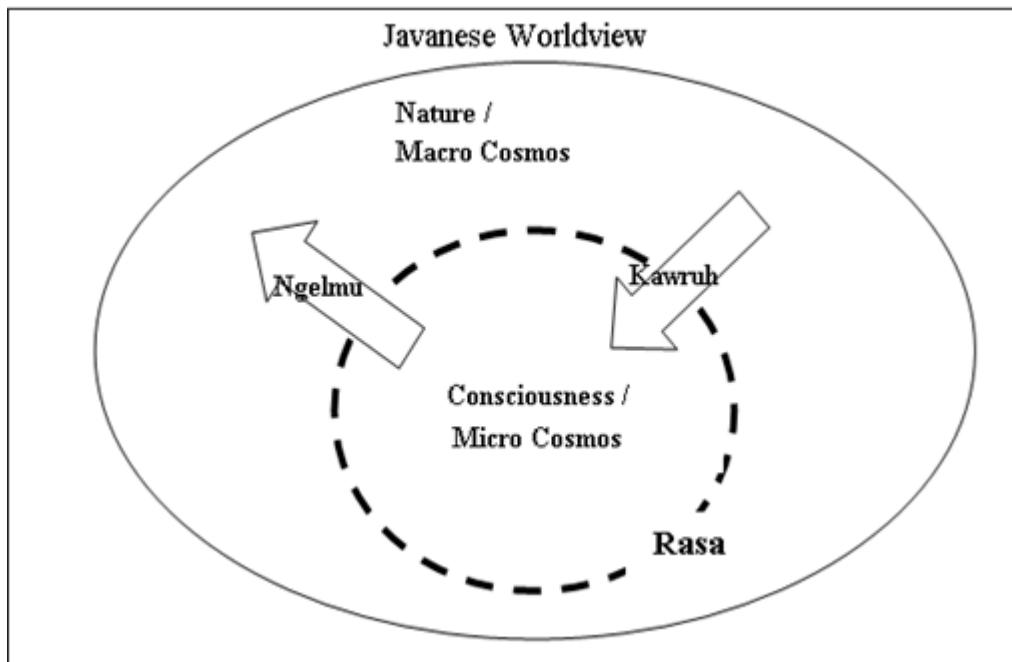 Javanese Worldview
Nature /
Macro Cosmos
Ngelmu
Kawruh
Consciousness /
Micro Cosmos
Rasa